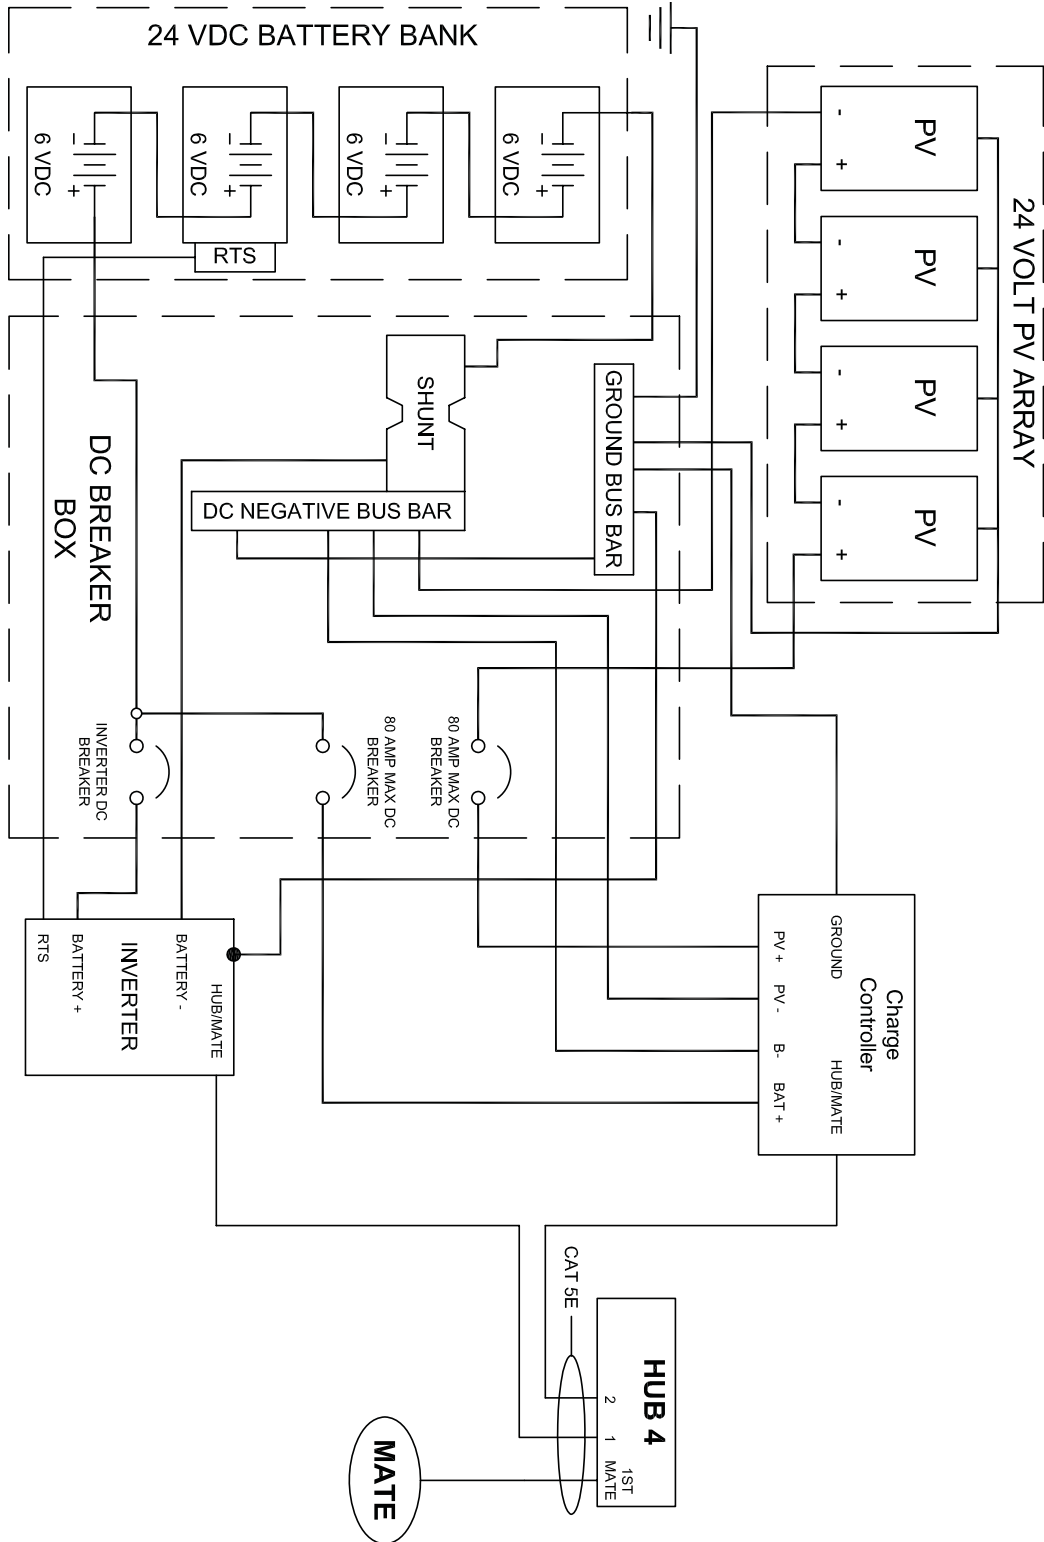 24 VDC BATTERY BANK
-
+
6 VDC
-
+
6 VDC
-
+
6 VDC
-
+
6 VDC
RTS
24 VOLT PV ARRAY
PV
-
+
PV
-
+
PV
-
+
PV
-
+
SHUNT
GROUND BUS BAR
DC NEGATIVE BUS BAR
DC BREAKER
BOX
INVERTER DC
BREAKER
80 AMP MAX DC
BREAKER
80 AMP MAX DC
BREAKER
RTS
BATTERY +
INVERTER
BATTERY -
HUB/MATE
Charge
Controller
GROUND
HUB/MATE
PV +
PV -
B-
BAT +
CAT 5E
HUB 4
2
1
1ST
MATE
MATE